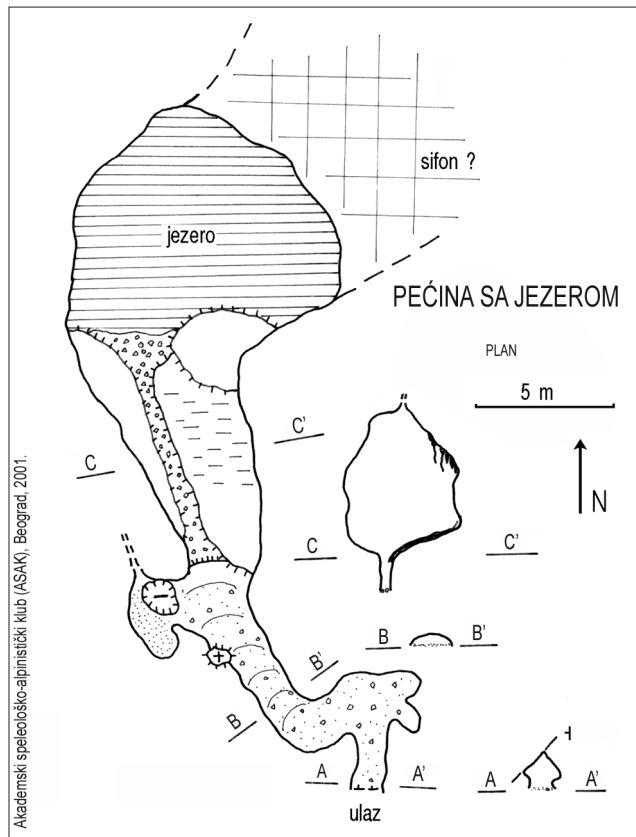 sifon ?
jezero
PEĆINA SA JEZEROM
PLAN
5 m
N
C C'
C C'
B B'
B B'
A A'
A A'
ulaz
Akademski speleološko-alpinistički klub (ASAK), Beograd, 2001.